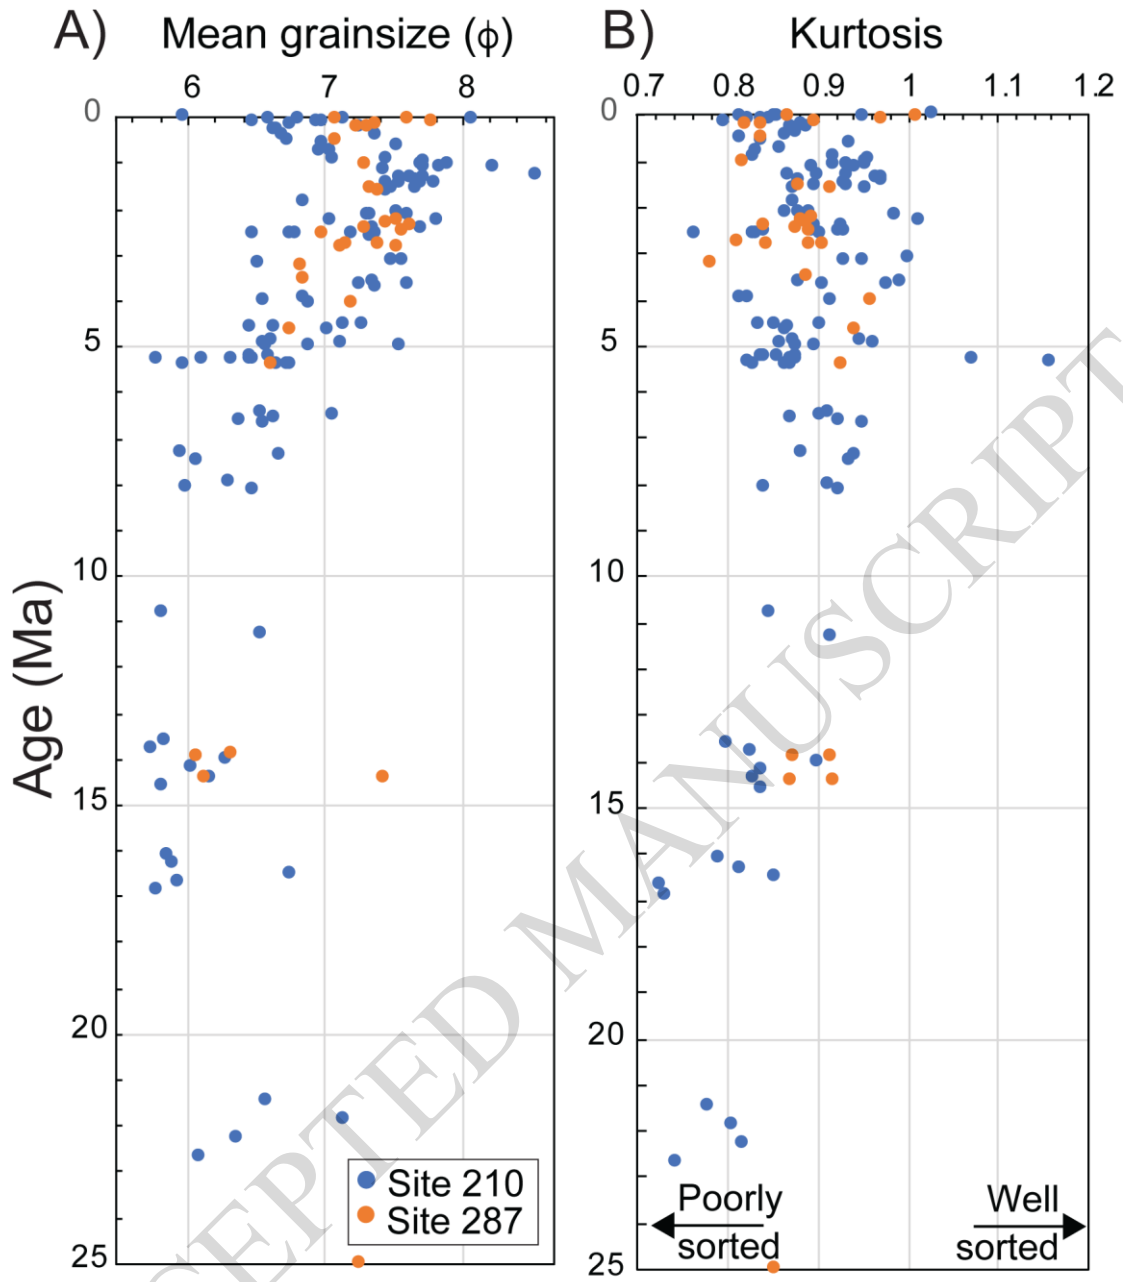 A) Mean grainsize (ϕ)
6 7 8
0
5
10
15
20
25
Age (Ma)
Site 210
Site 287
B) Kurtosis
0.7 0.8 0.9 1 1.1 1.2
0
5
10
15
20
25
Poorly
sorted
Well
sorted
CEPTED MANUSCRIPT